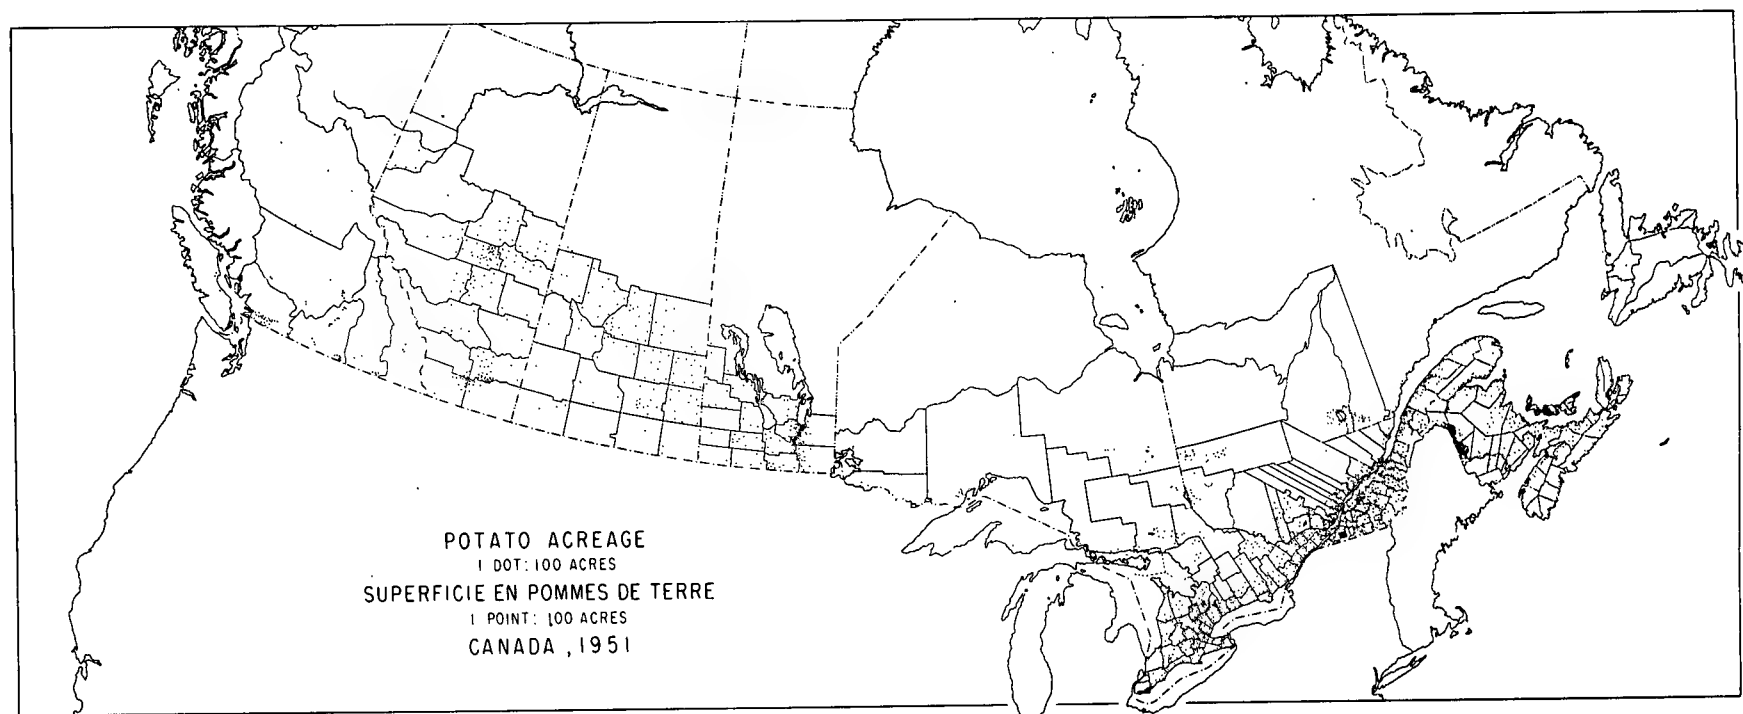 POTATO ACREAGE
1 DOT: 100 ACRES
SUPERFICIE EN POMMES DE TERRE
1 POINT: 100 ACRES
CANADA, 1951